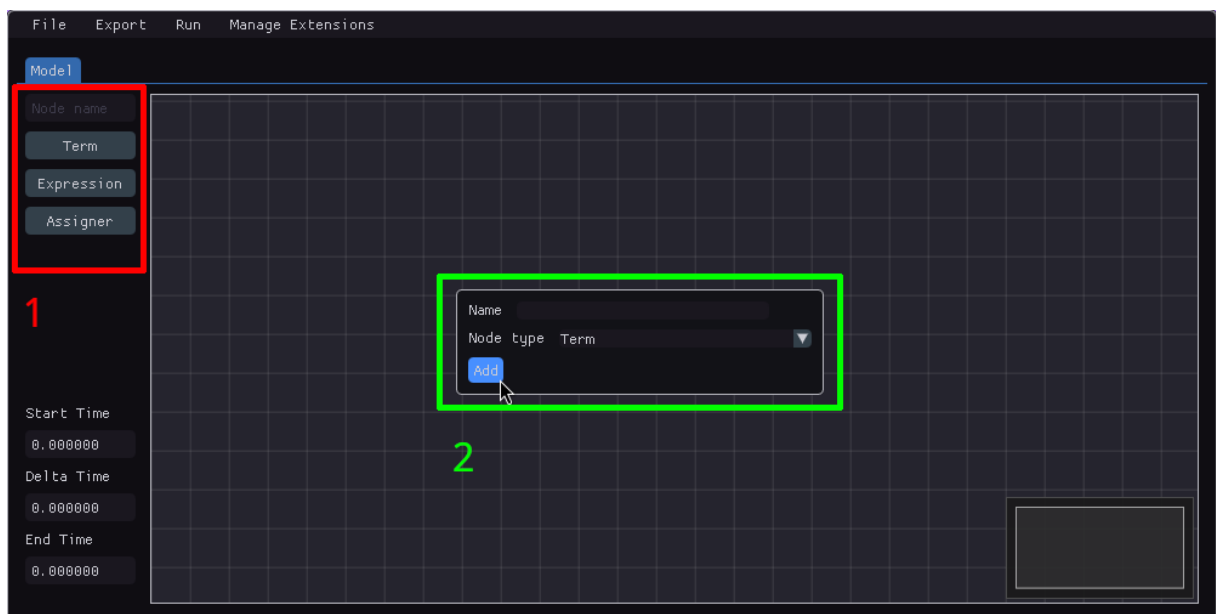 File Export Run Manage Extensions
Model
Node name
Term
Expression
Assigner
1
Name
Node type Term
Add
2
Start Time
0.000000
Delta Time
0.000000
End Time
0.000000